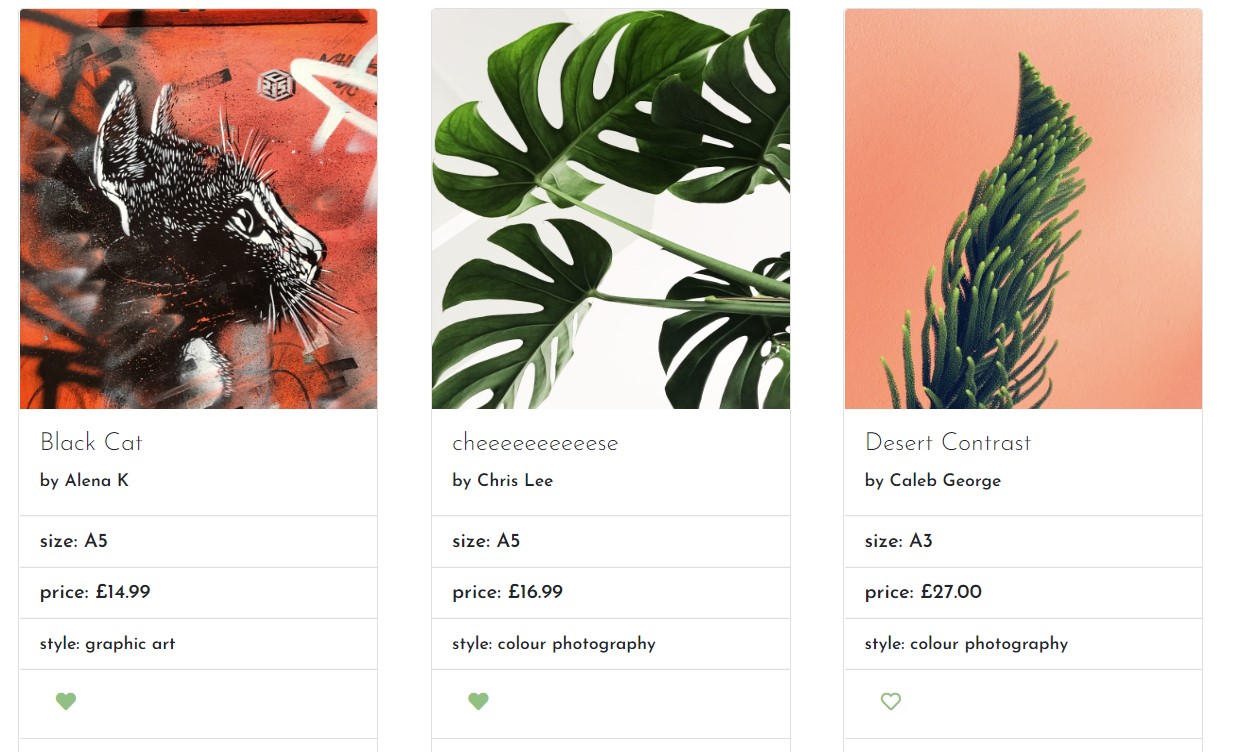 Black Cat
by Alena K
size: A5
price: £14.99
style: graphic art
cheeeeeeeeeese
by Chris Lee
size: A5
price: £16.99
style: colour photography
Desert Contrast
by Caleb George
size: A3
price: £27.00
style: colour photography